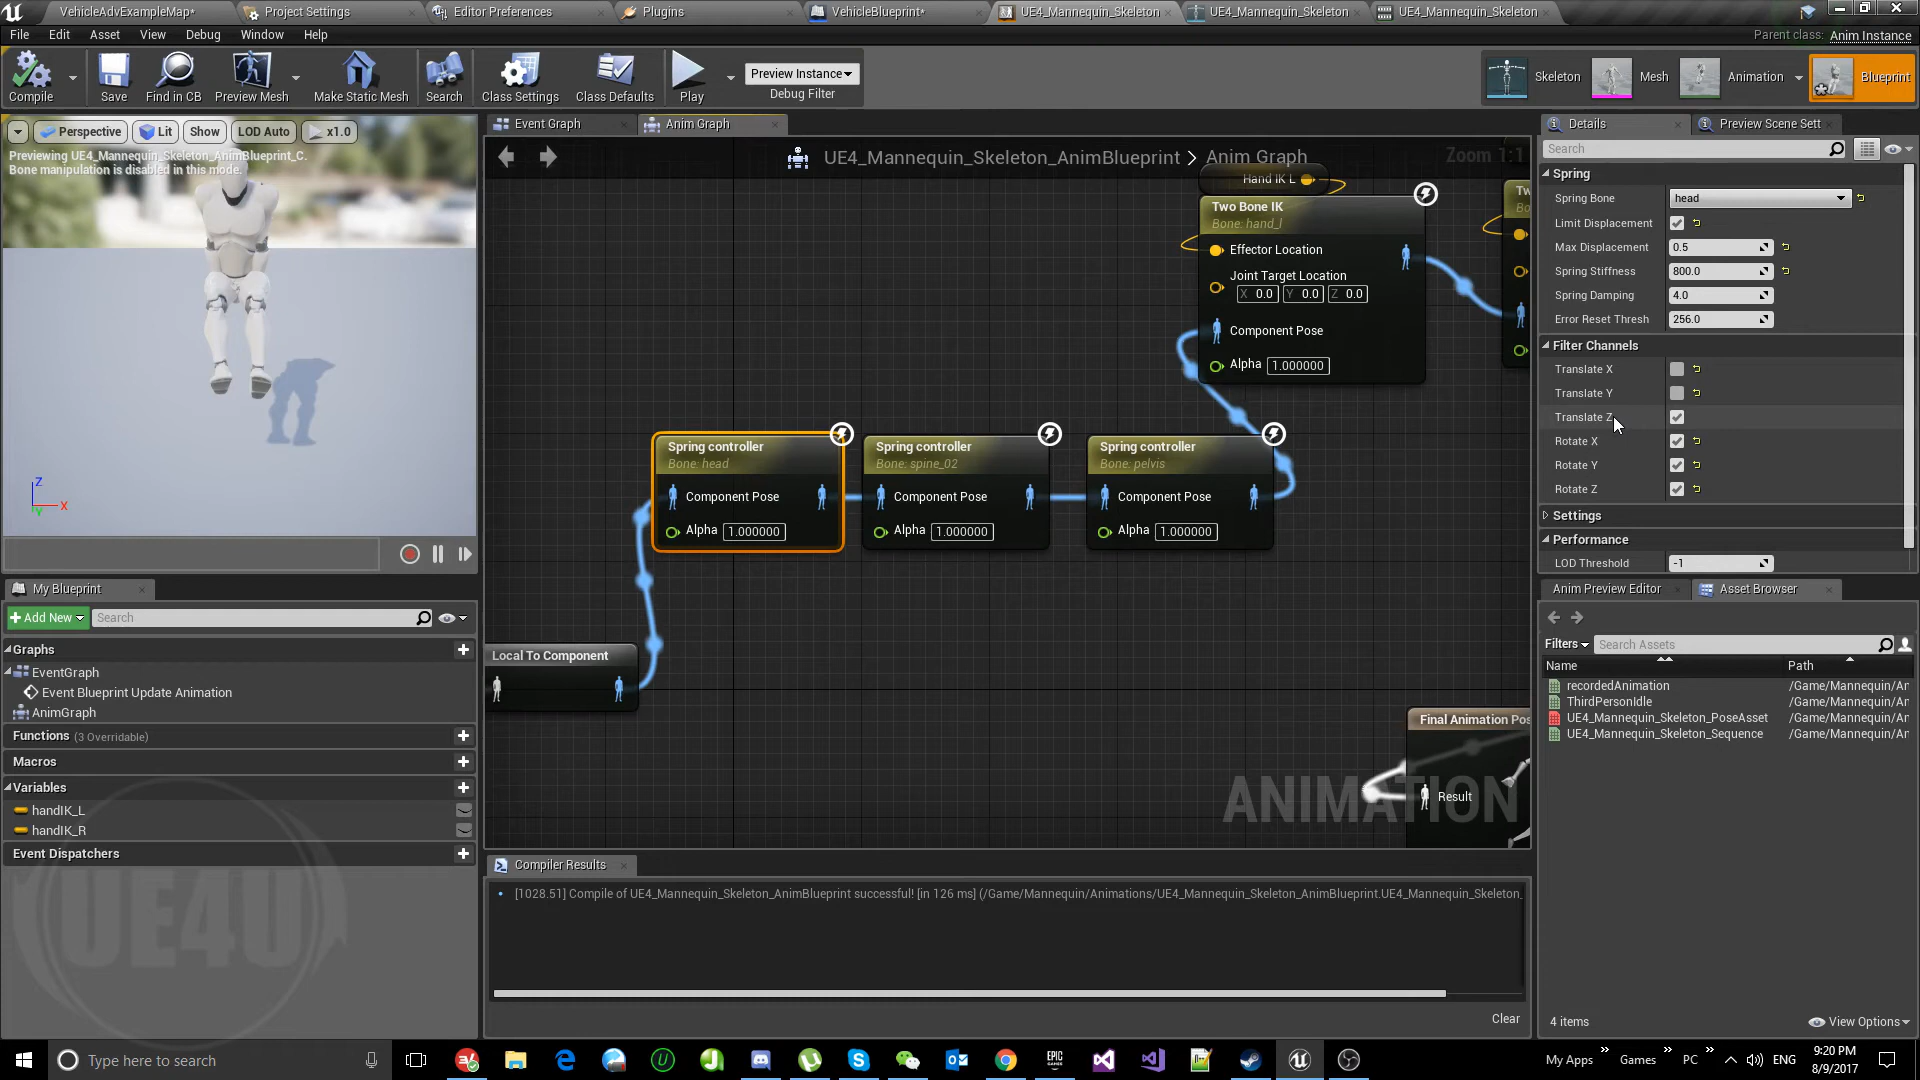 VehicleAdvExampleMap*
Project Settings
Editor Preferences
Plugins
VehicleBlueprint*
UE4_Mannequin_Skeleton
UE4_Mannequin_Skeleton
UE4_Mannequin_Skeleton
File Edit Asset View Debug Window Help
Parent class: Anim Instance
Compile
Save
Find in CB
Preview Mesh
Make Static Mesh
Search
Class Settings
Class Defaults
Play
Preview Instance
Debug Filter
Skeleton
Mesh
Animation
Blueprint
Perspective Lit Show LOD Auto x1.0
Previewing UE4_Mannequin_Skeleton_AnimBlueprint_C.
Bone manipulation is disabled in this mode.
Z
X
Y
My Blueprint
Add New
Search
Graphs
EventGraph
Event Blueprint Update Animation
AnimGraph
Functions (3 Overridable)
Macros
Variables
handIK_L
handIK_R
Event Dispatchers
UE4U
Event Graph
Anim Graph
UE4_Mannequin_Skeleton_AnimBlueprint > Anim Graph
Zoom 1:1
Hand IK L
Two Bone IK
Bone: hand_l
Effector Location
Joint Target Location
X 0.0 Y 0.0 Z 0.0
Component Pose
Alpha 1.000000
Spring controller
Bone: head
Component Pose
Alpha 1.000000
Spring controller
Bone: spine_02
Component Pose
Alpha 1.000000
Spring controller
Bone: pelvis
Component Pose
Alpha 1.000000
Local To Component
Final Animation Pos
Result
ANIMATION
Compiler Results
[1028.51] Compile of UE4_Mannequin_Skeleton_AnimBlueprint successful! [in 126 ms] (/Game/Mannequin/Animations/UE4_Mannequin_Skeleton_AnimBlueprint.UE4_Mannequin_Skeleton_
Clear
Details
Preview Scene Sett
Search
Spring
Spring Bone head
Limit Displacement
Max Displacement 0.5
Spring Stiffness 800.0
Spring Damping 4.0
Error Reset Thresh 256.0
Filter Channels
Translate X
Translate Y
Translate Z
Rotate X
Rotate Y
Rotate Z
Settings
Performance
LOD Threshold -1
Anim Preview Editor
Asset Browser
Filters
Search Assets
Name Path
recordedAnimation /Game/Mannequin/An
ThirdPersonIdle /Game/Mannequin/An
UE4_Mannequin_Skeleton_PoseAsset /Game/Mannequin/An
UE4_Mannequin_Skeleton_Sequence /Game/Mannequin/An
4 items
View Options
Type here to search
My Apps
Games
PC
ENG
9:20 PM
8/9/2017